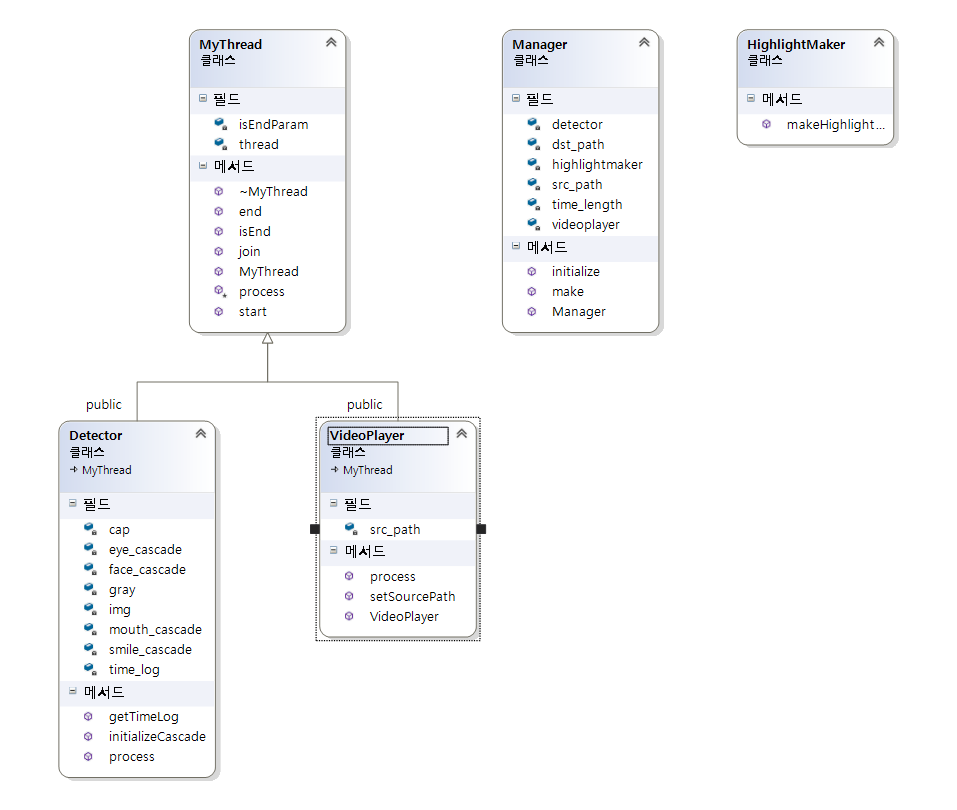 MyThread
클래스
필드
isEndParam
thread
메서드
~MyThread
end
isEnd
join
MyThread
process
start
Manager
클래스
필드
detector
dst_path
highlightmaker
src_path
time_length
videoplayer
메서드
initialize
make
Manager
HighlightMaker
클래스
메서드
makeHighlight...
public
public
Detector
클래스
MyThread
필드
cap
eye_cascade
face_cascade
gray
img
mouth_cascade
smile_cascade
time_log
메서드
getTimeLog
initializeCascade
process
VideoPlayer
클래스
MyThread
필드
src_path
메서드
process
setSourcePath
VideoPlayer